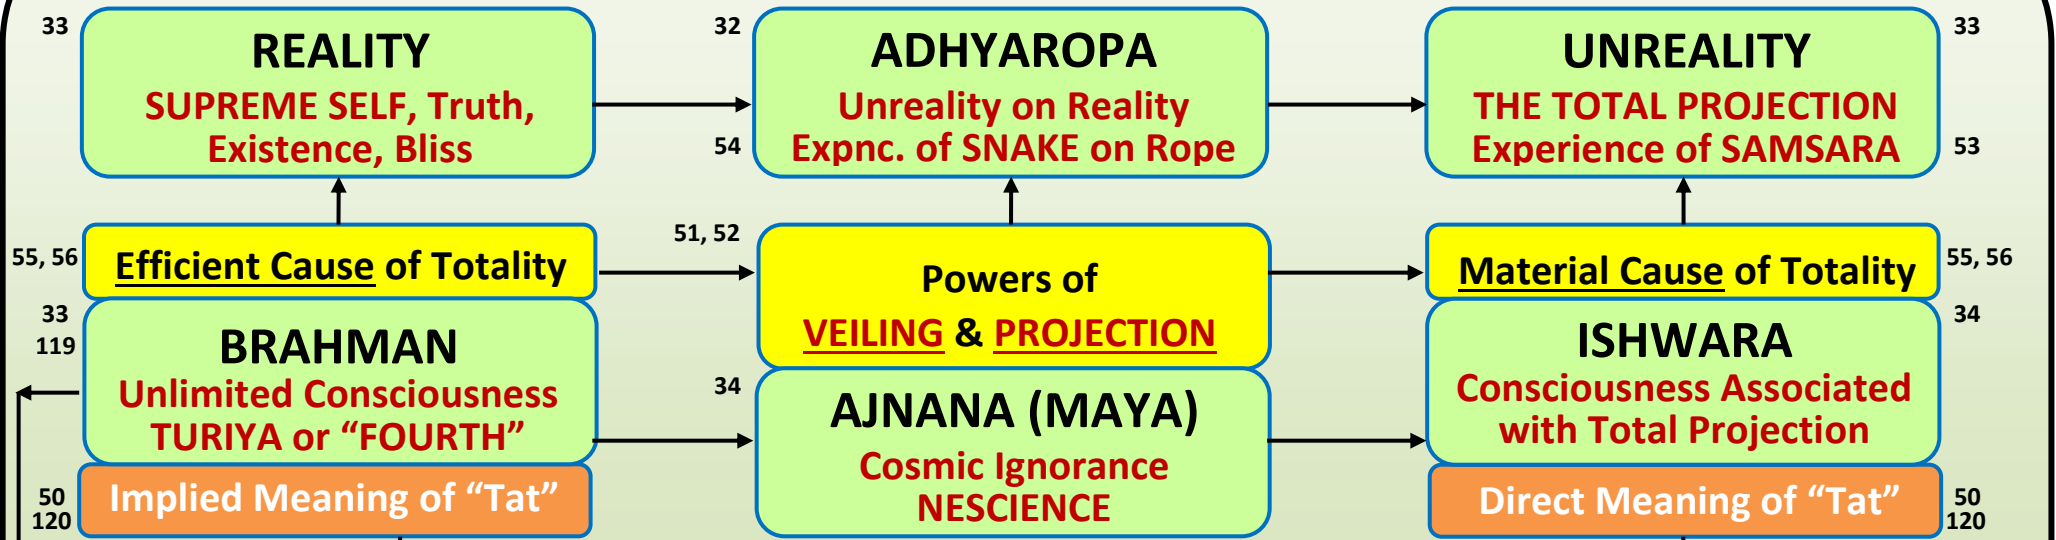 33
REALITY
SUPREME SELF, Truth,
Existence, Bliss
32
54
ADHYAROPA
Unreality on Reality
Expnc. of SNAKE on Rope
UNREALITY
THE TOTAL PROJECTION
Experience of SAMSARA
33
53
55, 56
Efficient Cause of Totality
51, 52
Powers of
VEILING & PROJECTION
Material Cause of Totality
55, 56
33
119
BRAHMAN
Unlimited Consciousness
TURIYA or “FOURTH”
34
AJNANA (MAYA)
Cosmic Ignorance
NESCIENCE
ISHWARA
Consciousness Associated
with Total Projection
34
50
120
Implied Meaning of “Tat”
Direct Meaning of “Tat”
50
120